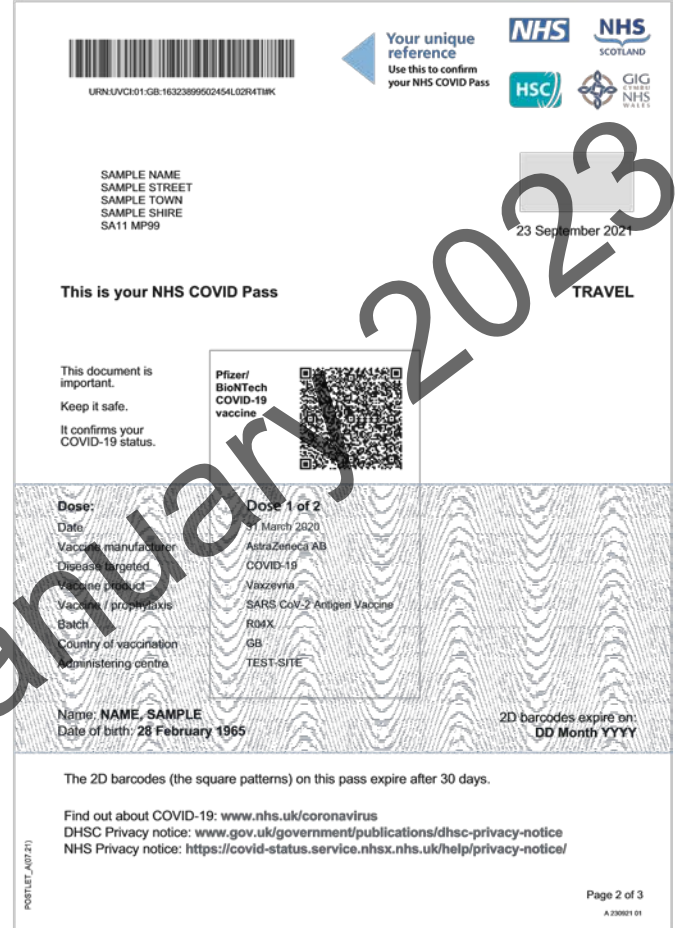 Your unique
reference
Use this to confirm
your NHS COVID Pass
NHS
NHS
SCOTLAND
HSC
GIG
CYMRU
NHS
WALES
SAMPLE NAME
SAMPLE STREET
SAMPLE TOWN
SAMPLE SHIRE
SA11 MP99
23 September 2021
This is your NHS COVID Pass
TRAVEL
This document is
important.
Keep it safe.
It confirms your
COVID-19 status.
Pfizer/
BioNTech
COVID-19
vaccine
Dose: Dose 1 of 2
Date 31 March 2020
Vaccine manufacturer AstraZeneca AB
Disease targeted COVID-19
Vaccine product Vaxzevria
Vaccine / prophylaxis SARS CoV-2 Antigen Vaccine
Batch R04X
Country of vaccination GB
Administering centre TEST-SITE
Name: NAME, SAMPLE
Date of birth: 28 February 1965
2D barcodes expire on:
DD Month YYYY
The 2D barcodes (the square patterns) on this pass expire after 30 days.
Find out about COVID-19: www.nhs.uk/coronavirus
DHSC Privacy notice: www.gov.uk/government/publications/dhsc-privacy-notice
NHS Privacy notice: https://covid-status.service.nhsx.nhs.uk/help/privacy-notice/
POSTLET_A(07.21)
Page 2 of 3
A 230921 01
anuary 2023